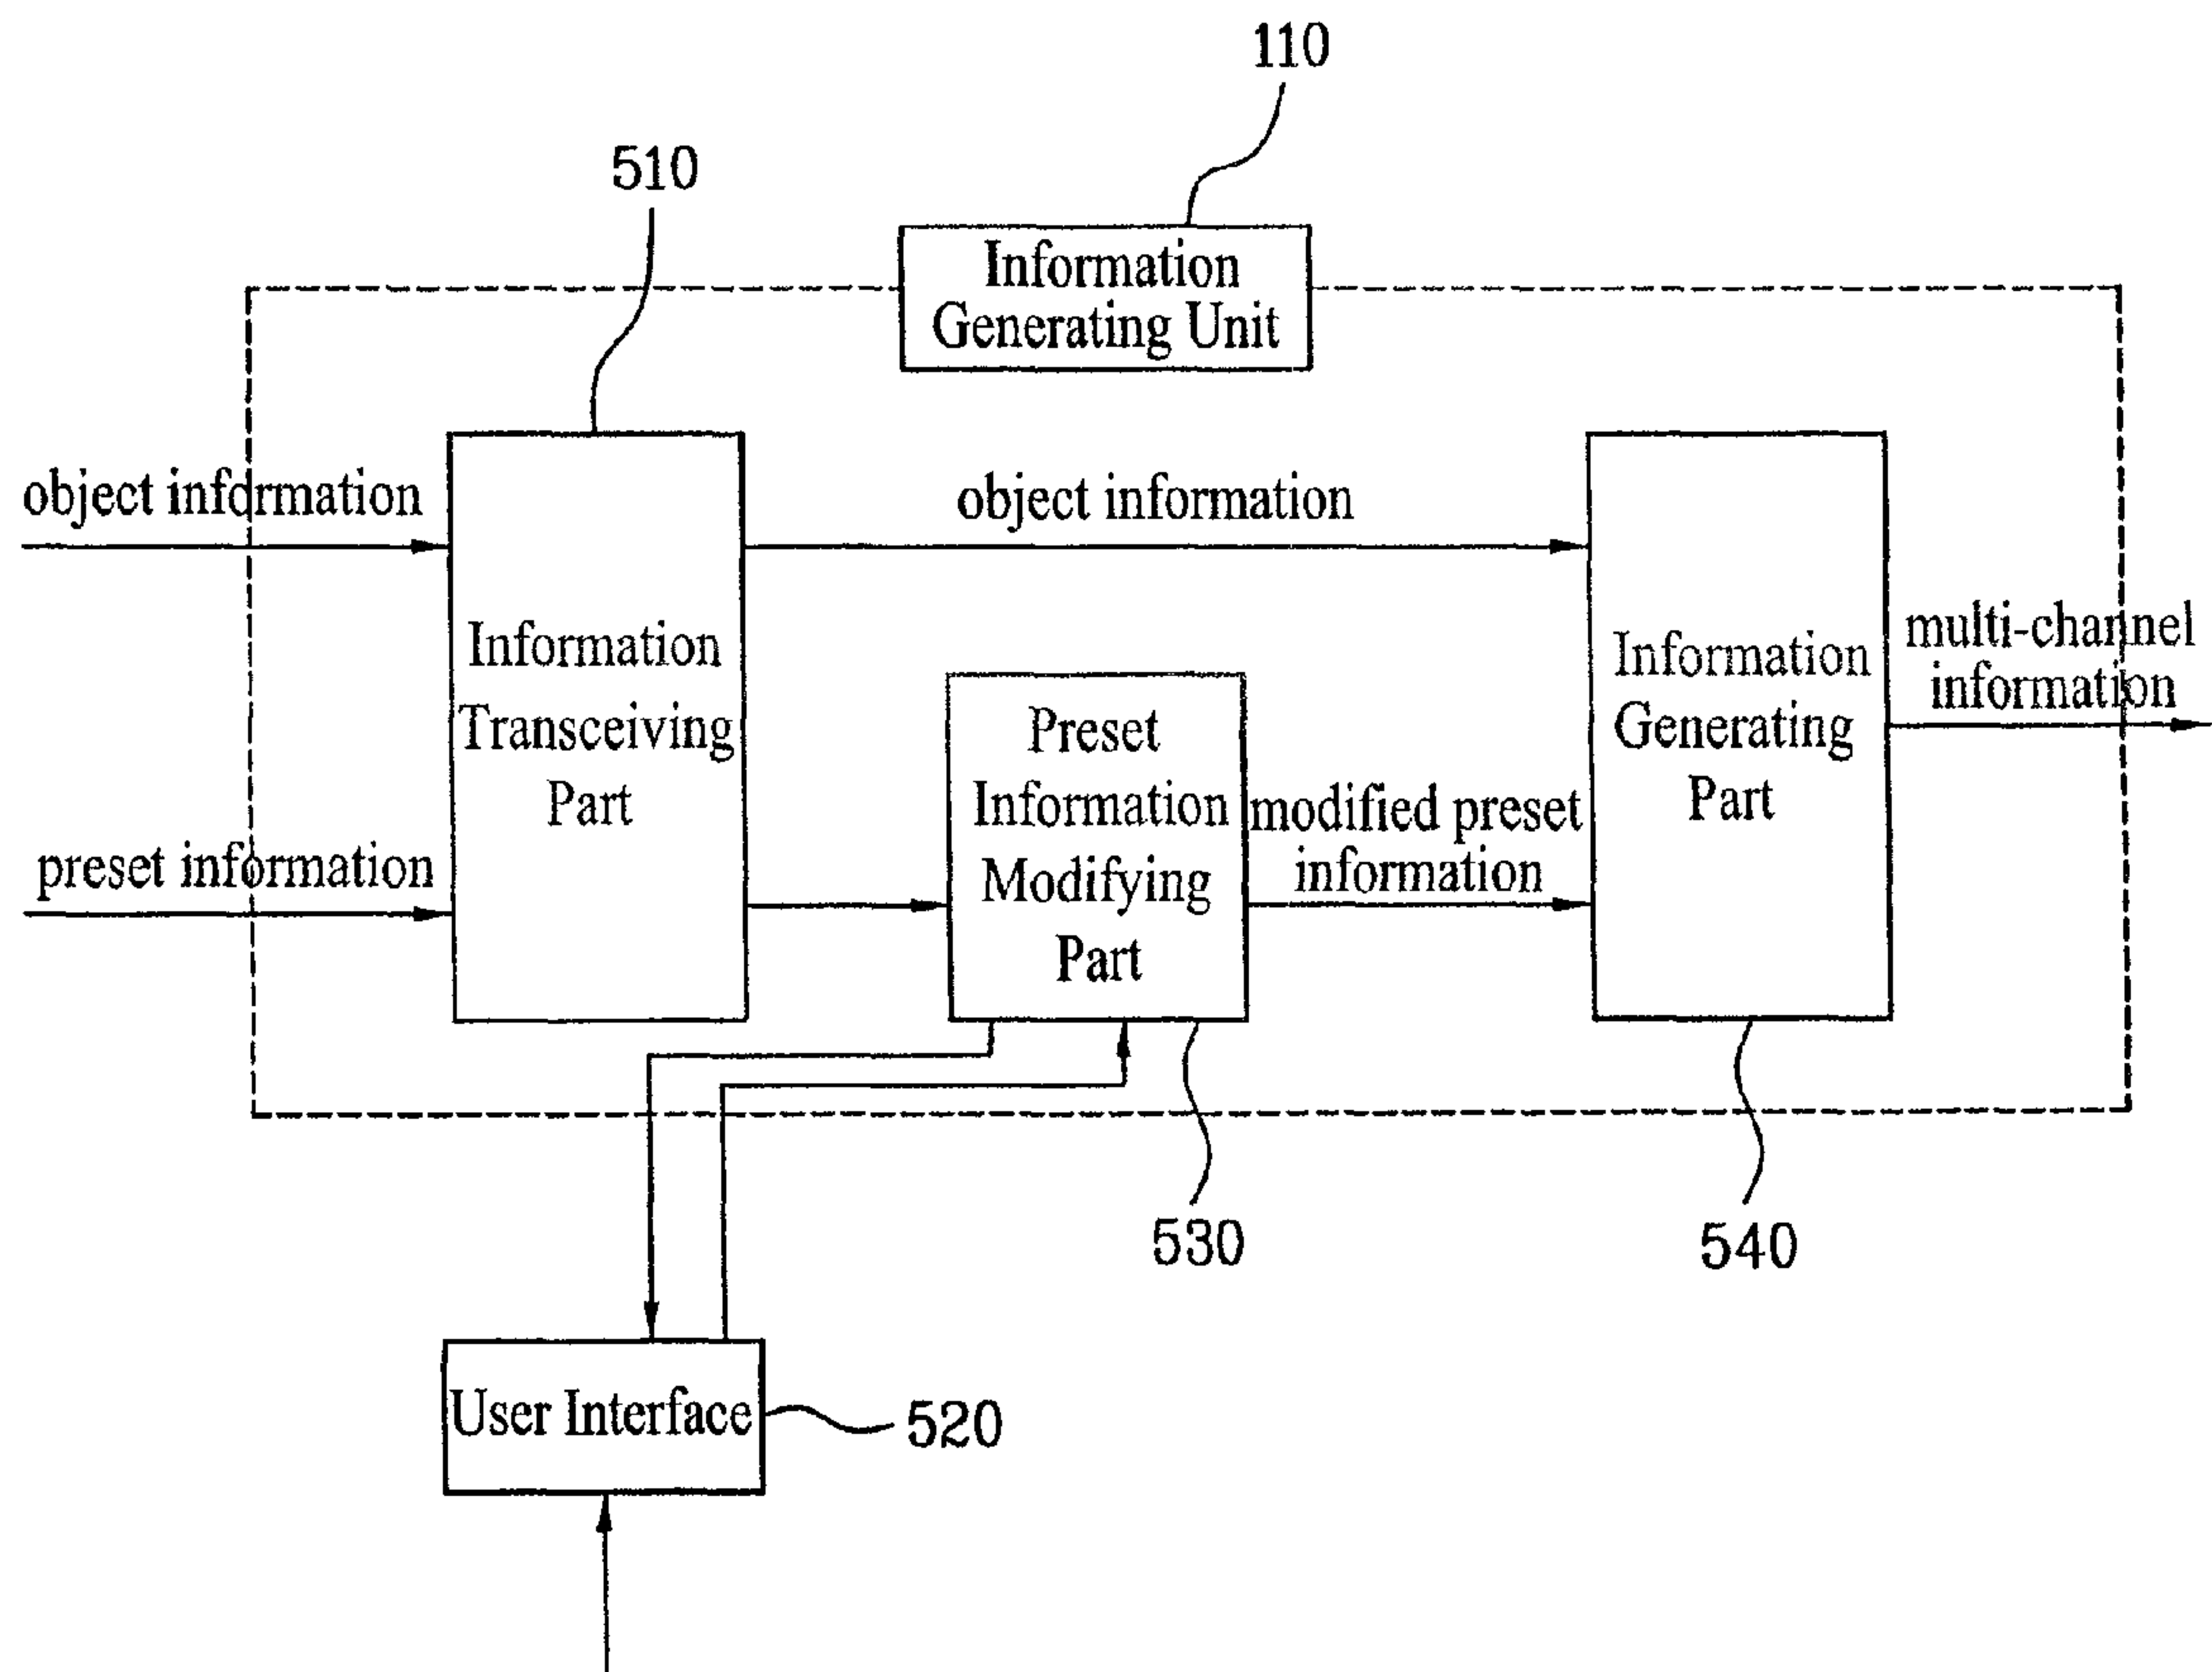 110
510
Information
Generating Unit
object information
object information
Information
Transceiving
Part
Information
Generating
Part
multi-channel
information
Preset
Information
Modifying
Part
modified preset
information
preset information
530
540
User Interface
520